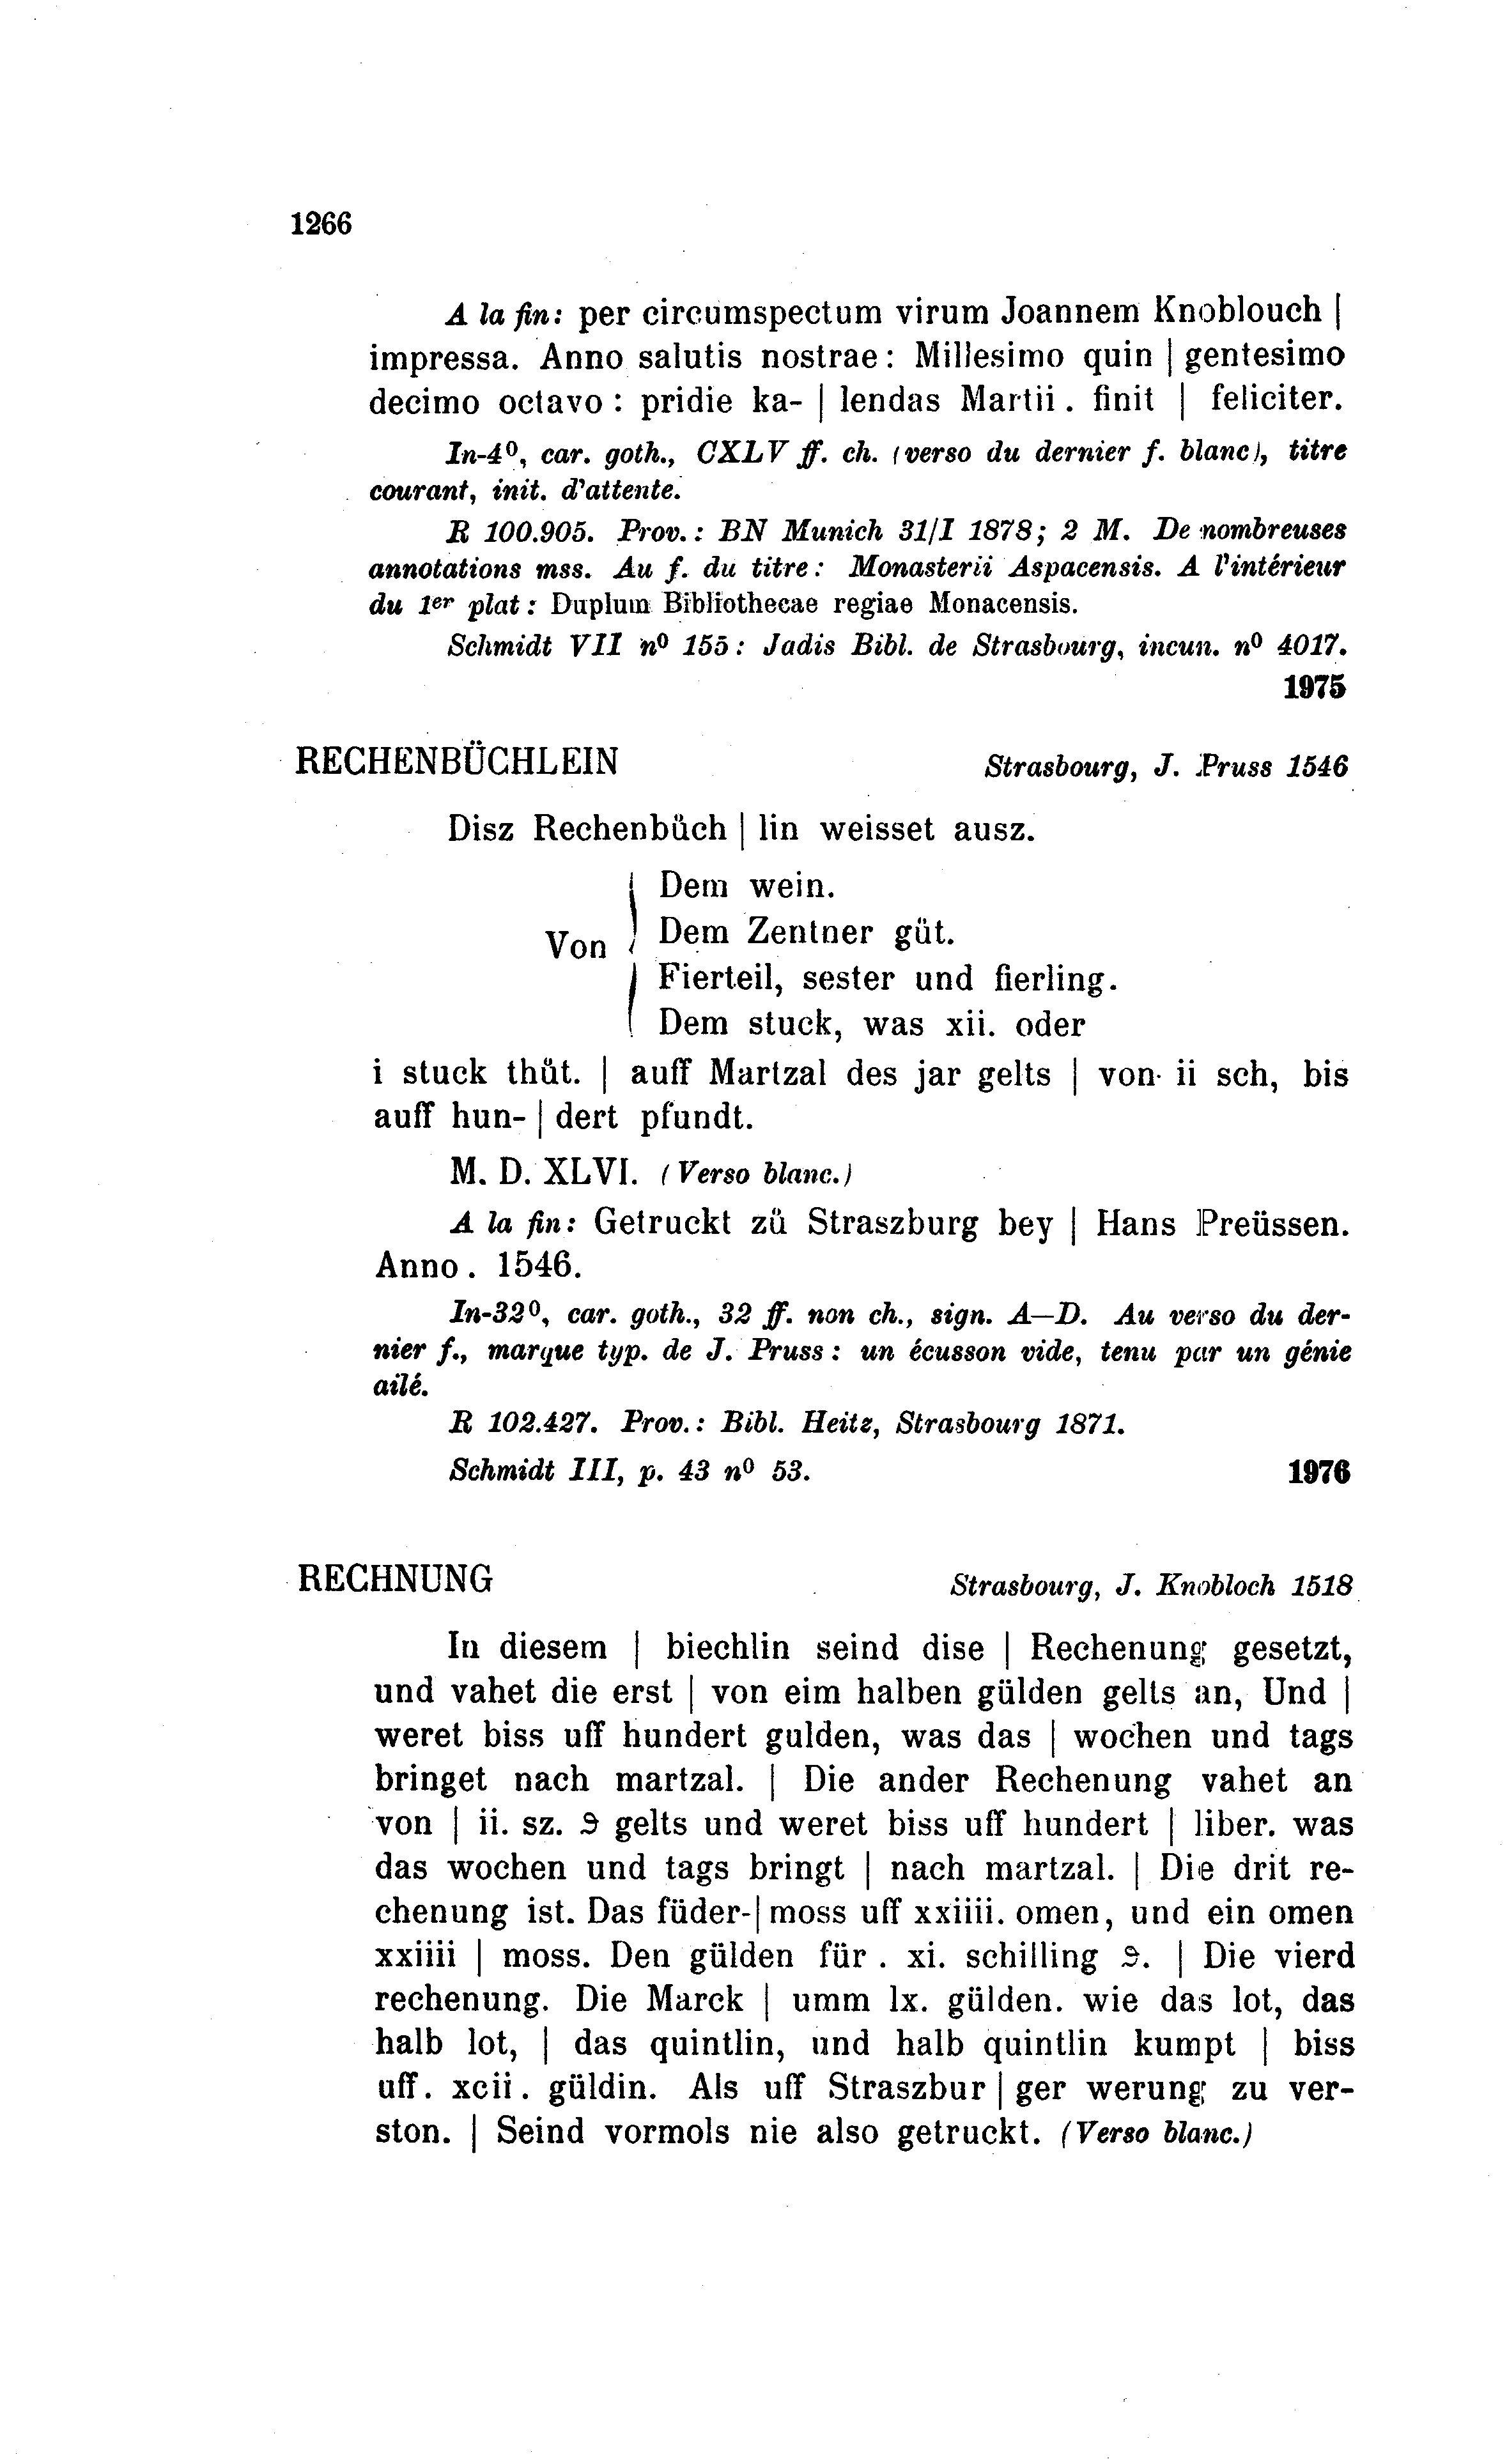 1266
A la fin: per circumspectum virum Joannem Knoblouch |
impressa. Anno salutis nostrae: Millesimo quin | gentesimo
decimo octavo : pridie ka- | lendas Martii . finit | feliciter.
In-4⁰, car. goth., CXLV ff. ch. (verso du dernier f. blanc), titre
courant, init. d'attente.
R 100.905. Prov.: BN Munich 31/I 1878; 2 M. De nombreuses
annotations mss. Au f. du titre: Monasterii Aspacensis. A l'intérieur
du 1er plat: Duplum Bibliothecae regiae Monacensis.
Schmidt VII n⁰ 155: Jadis Bibl. de Strasbourg, incun. n⁰ 4017.
1975
RECHENBÜCHLEIN Strasbourg, J. Pruss 1546
Disz Rechenbüch | lin weisset ausz.
Dem wein.
Von Dem Zentner güt.
Fierteil, sester und fierling.
Dem stuck, was xii. oder
i stuck thüt. | auff Martzal des jar gelts | von ii sch, bis
auff hun- | dert pfundt.
M. D. XLVI. (Verso blanc.)
A la fin: Getruckt zü Straszburg bey | Hans Preüssen.
Anno . 1546.
In-32⁰, car. goth., 32 ff. non ch., sign. A—D. Au verso du der-
nier f., marque typ. de J. Pruss: un écusson vide, tenu par un génie
ailé.
R 102.427. Prov.: Bibl. Heitz, Strasbourg 1871.
Schmidt III, p. 43 n⁰ 53. 1976
RECHNUNG Strasbourg, J. Knobloch 1518
In diesem | biechlin seind dise | Rechenung gesetzt,
und vahet die erst | von eim halben gülden gelts an, Und |
weret biss uff hundert gulden, was das | wochen und tags
bringet nach martzal. | Die ander Rechenung vahet an
von | ii. sz. ₰ gelts und weret biss uff hundert | liber. was
das wochen und tags bringt | nach martzal. | Die drit re-
chenung ist. Das füder- | moss uff xxiiii. omen, und ein omen
xxiiii | moss. Den gülden für . xi. schilling ₰. | Die vierd
rechenung. Die Marck | umm lx. gülden. wie das lot, das
halb lot, | das quintlin, und halb quintlin kumpt | biss
uff. xcii. güldin. Als uff Straszbur | ger werung zu ver-
ston. | Seind vormols nie also getruckt. (Verso blanc.)